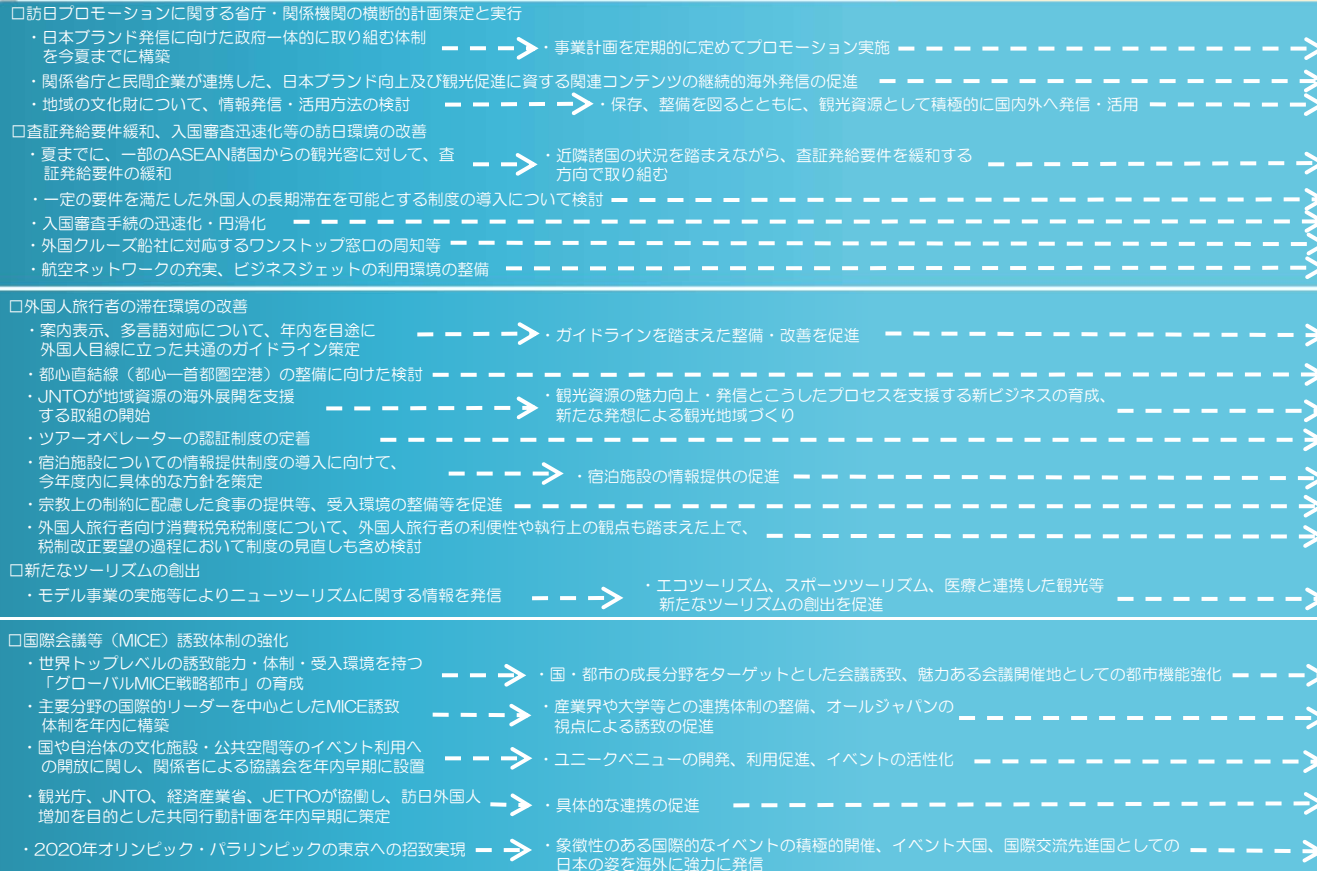 □訪日プロモーションに関する省庁・関係機関の横断的計画策定と実行
・日本ブランド発信に向けた政府一体的に取り組む体制
を今夏までに構築
・事業計画を定期的に定めてプロモーション実施
・関係省庁と民間企業が連携した、日本ブランド向上及び観光促進に資する関連コンテンツの継続的海外発信の促進
・地域の文化財について、情報発信・活用方法の検討
・保存、整備を図るとともに、観光資源として積極的に国内外へ発信・活用
□査証発給要件緩和、入国審査迅速化等の訪日環境の改善
・夏までに、一部のASEAN諸国からの観光客に対して、査
証発給要件の緩和
・近隣諸国の状況を踏まえながら、査証発給要件を緩和する
方向で取り組む
・一定の要件を満たした外国人の長期滞在を可能とする制度の導入について検討
・入国審査手続の迅速化・円滑化
・外国クルーズ船社に対応するワンストップ窓口の周知等
・航空ネットワークの充実、ビジネスジェットの利用環境の整備
□外国人旅行者の滞在環境の改善
・案内表示、多言語対応について、年内を目途に
外国人目線に立った共通のガイドライン策定
・ガイドラインを踏まえた整備・改善を促進
・都心直結線（都心―首都圏空港）の整備に向けた検討
・JNTOが地域資源の海外展開を支援
する取組の開始
・観光資源の魅力向上・発信とこうしたプロセスを支援する新ビジネスの育成、
新たな発想による観光地域づくり
・ツアーオペレーターの認証制度の定着
・宿泊施設についての情報提供制度の導入に向けて、
今年度内に具体的な方針を策定
・宿泊施設の情報提供の促進
・宗教上の制約に配慮した食事の提供等、受入環境の整備等を促進
・外国人旅行者向け消費税免税制度について、外国人旅行者の利便性や執行上の観点も踏まえた上で、
税制改正要望の過程において制度の見直しも含め検討
□新たなツーリズムの創出
・モデル事業の実施等によりニューツーリズムに関する情報を発信
・エコツーリズム、スポーツツーリズム、医療と連携した観光等
新たなツーリズムの創出を促進
□国際会議等（MICE）誘致体制の強化
・世界トップレベルの誘致能力・体制・受入環境を持つ
「グローバルMICE戦略都市」の育成
・国・都市の成長分野をターゲットとした会議誘致、魅力ある会議開催地としての都市機能強化
・主要分野の国際的リーダーを中心としたMICE誘致
体制を年内に構築
・産業界や大学等との連携体制の整備、オールジャパンの
視点による誘致の促進
・国や自治体の文化施設・公共空間等のイベント利用へ
の開放に関し、関係者による協議会を年内早期に設置
・ユニークベニューの開発、利用促進、イベントの活性化
・観光庁、JNTO、経済産業省、JETROが協働し、訪日外国人
増加を目的とした共同行動計画を年内早期に策定
・具体的な連携の促進
・2020年オリンピック・パラリンピックの東京への招致実現
・象徴性のある国際的なイベントの積極的開催、イベント大国、国際交流先進国としての
日本の姿を海外に強力に発信